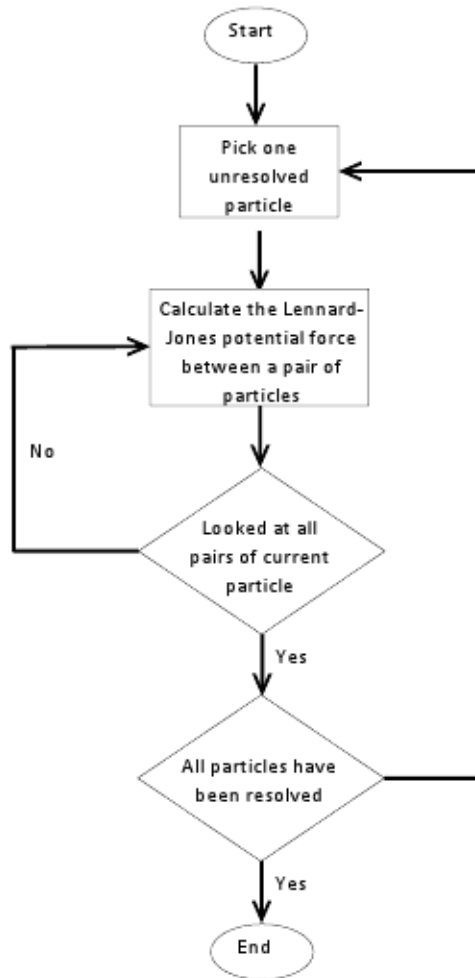 Start
Pick one
unresolved
particle
Calculate the Lennard-
Jones potential force
between a pair of
particles
No
Looked at all
pairs of current
particle
Yes
All particles have
been resolved
Yes
End